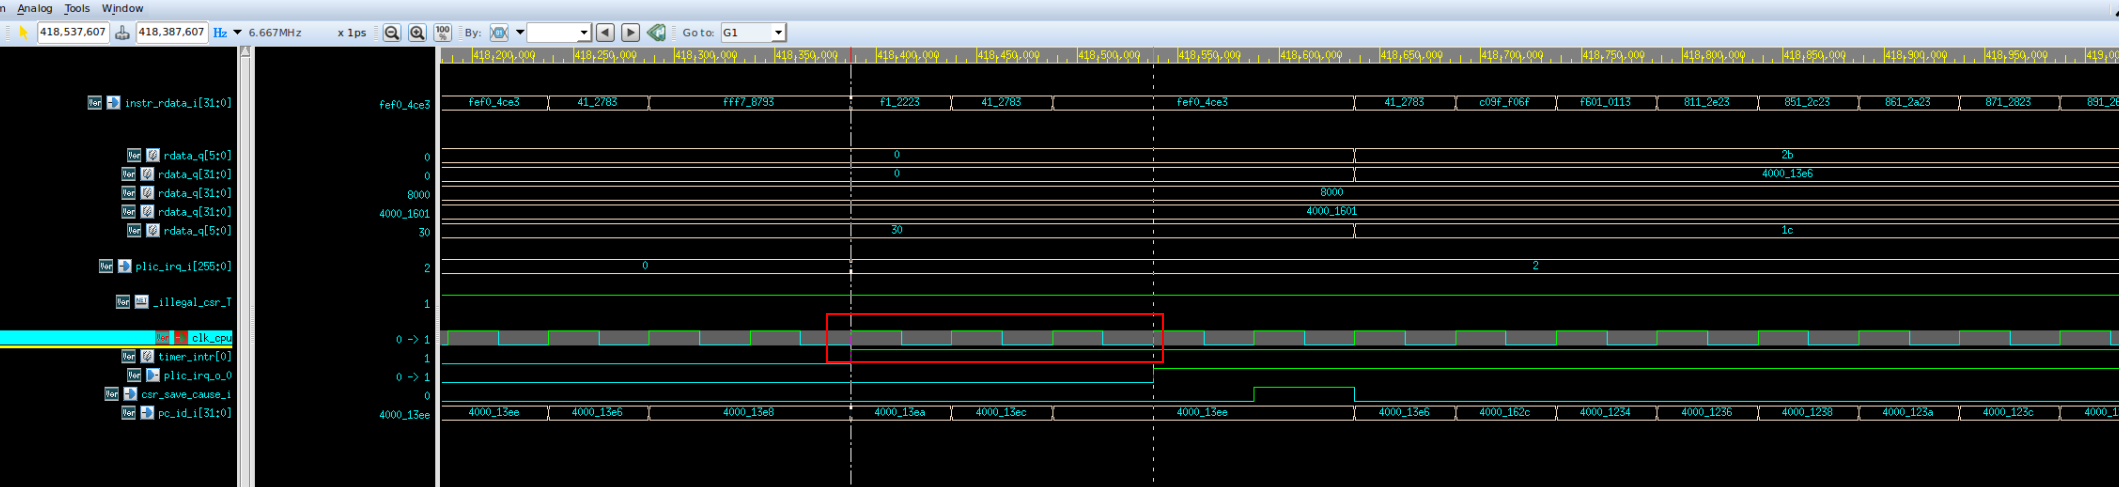 Analog Tools Window
418,537,607 418,387,607 Hz 6.667MHz x 1ps 100 % By: Go to: G1
418,200,000 418,250,000 418,300,000 418,350,000 418,400,000 418,450,000 418,500,000 418,550,000 418,600,000 418,650,000 418,700,000 418,750,000 418,800,000 418,850,000 418,900,000 418,950,000
instr_rdata_i[31:0] fef0_4ce3 fef0_4ce3 41_2783 fff7_8793 f1_2223 41_2783 fef0_4ce3 41_2783 c09f_f06f f601_0113 811_2e23 851_2c23 861_2a23 871_2823
rdata_q[5:0] 0 0 2b
rdata_q[31:0] 0 0 4000_13e6
rdata_q[31:0] 8000 8000
rdata_q[31:0] 4000_1601 4000_1601
rdata_q[5:0] 30 30 1c
plic_irq_i[255:0] 2 0 2
_illegal_csr_T 1
clk_cpu 0 -> 1
timer_intr[0] 1
plic_irq_o_0 0 -> 1
csr_save_cause_i 0
pc_id_i[31:0] 4000_13ee 4000_13ee 4000_13e6 4000_13e8 4000_13ea 4000_13ec 4000_13ee 4000_13e6 4000_162c 4000_1234 4000_1236 4000_1238 4000_123a 4000_123c